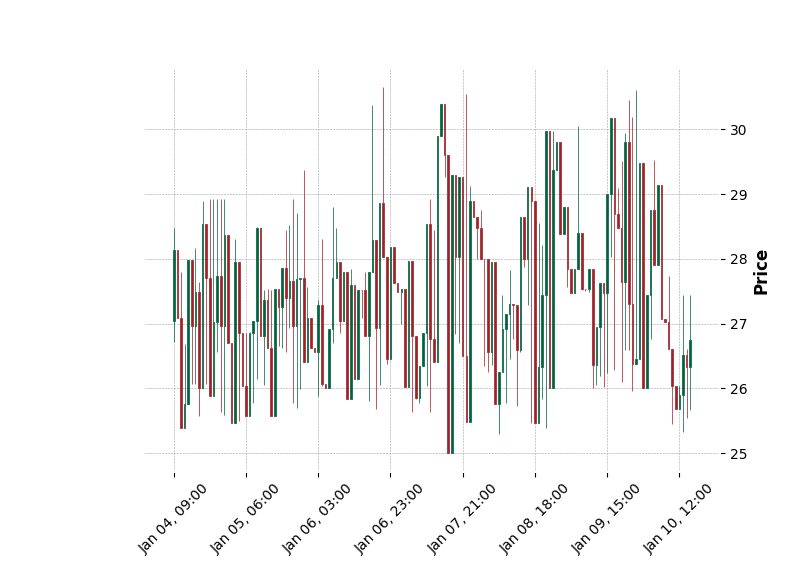 30
29
28
27
26
25
Price
Jan 04, 09:00
Jan 05, 06:00
Jan 06, 03:00
Jan 06, 23:00
Jan 07, 21:00
Jan 08, 18:00
Jan 09, 15:00
Jan 10, 12:00